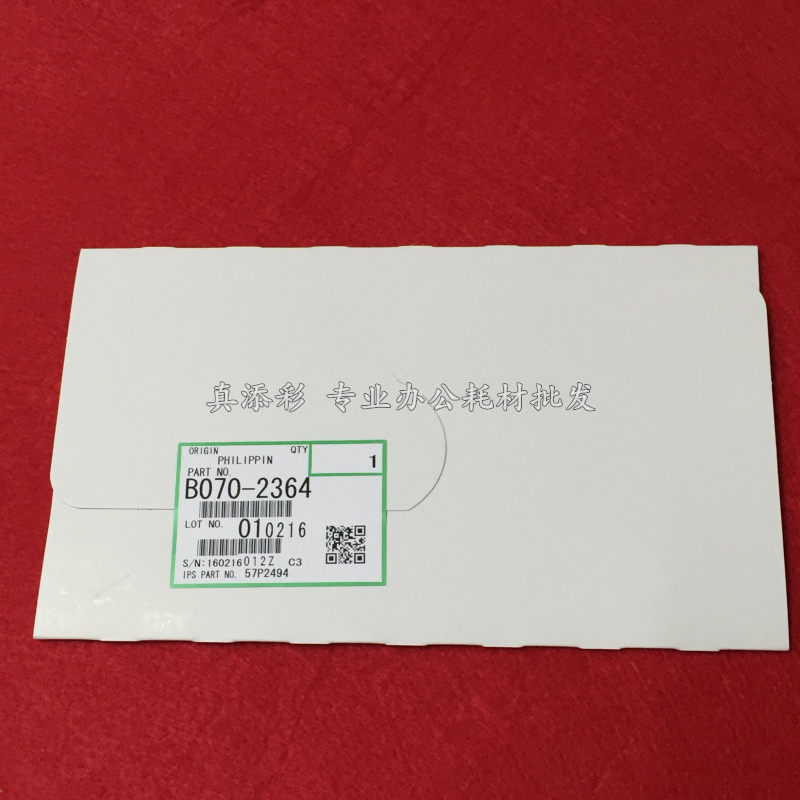 真添彩 专业办公耗材批发
ORIGIN QTY
PHILIPPIN 1
PART NO.
B070-2364
LOT NO. 010216
S/N:160216012Z C3
IPS PART NO. 57P2494